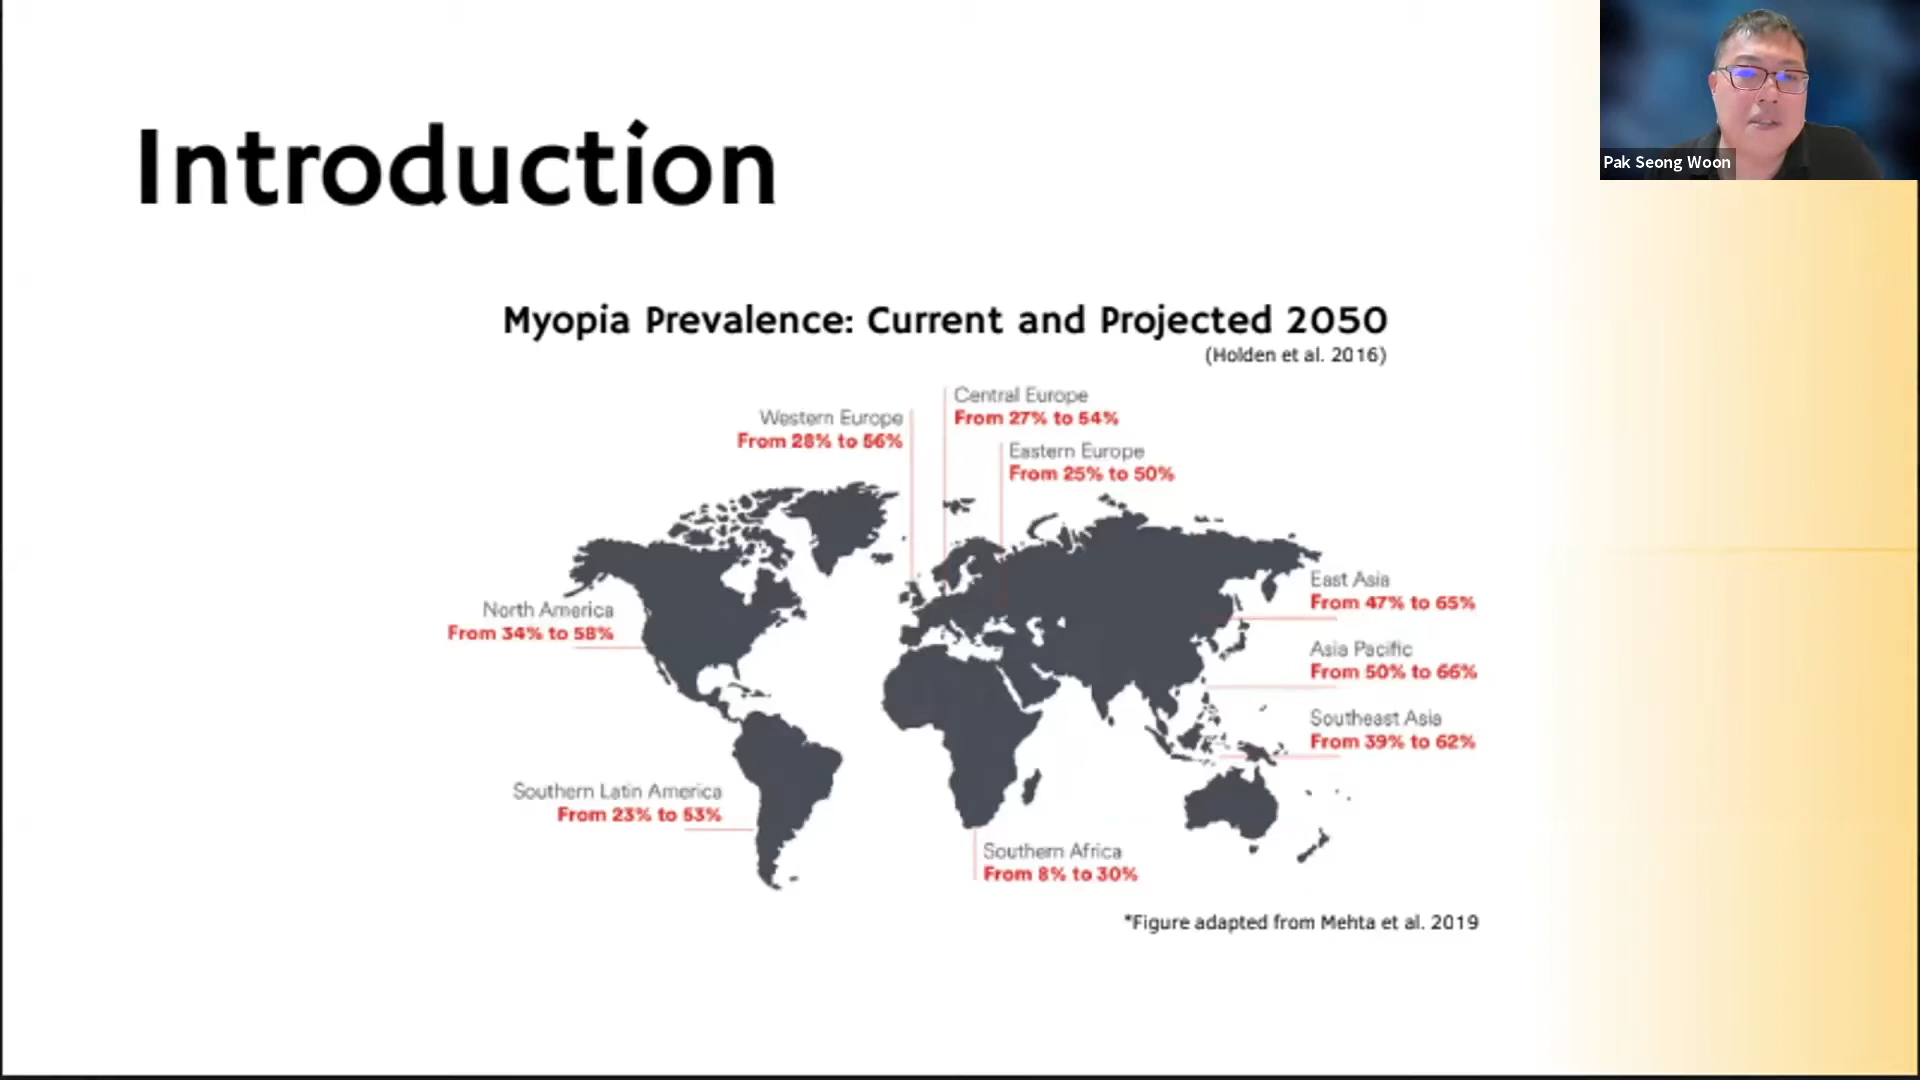 Introduction
Pak Seong Woon
Myopia Prevalence: Current and Projected 2050
(Holden et al. 2016)
Central Europe
From 27% to 54%
Western Europe
From 28% to 56%
Eastern Europe
From 25% to 50%
East Asia
From 47% to 65%
North America
From 34% to 58%
Asia Pacific
From 50% to 66%
Southeast Asia
From 39% to 62%
Southern Latin America
From 23% to 53%
Southern Africa
From 8% to 30%
*Figure adapted from Mehta et al. 2019